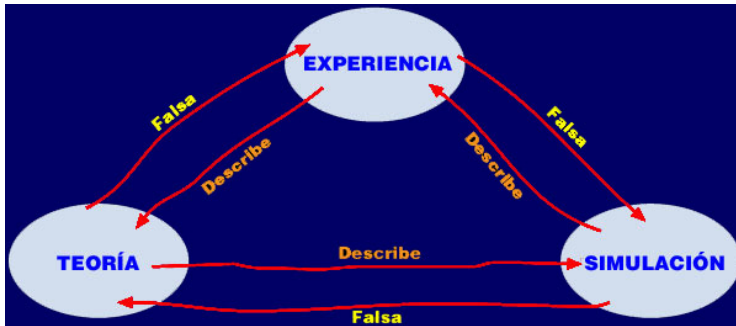 EXPERIENCIA
Falsa
Falsa
Describe
Describe
TEORÍA
Describe
SIMULACIÓN
Falsa